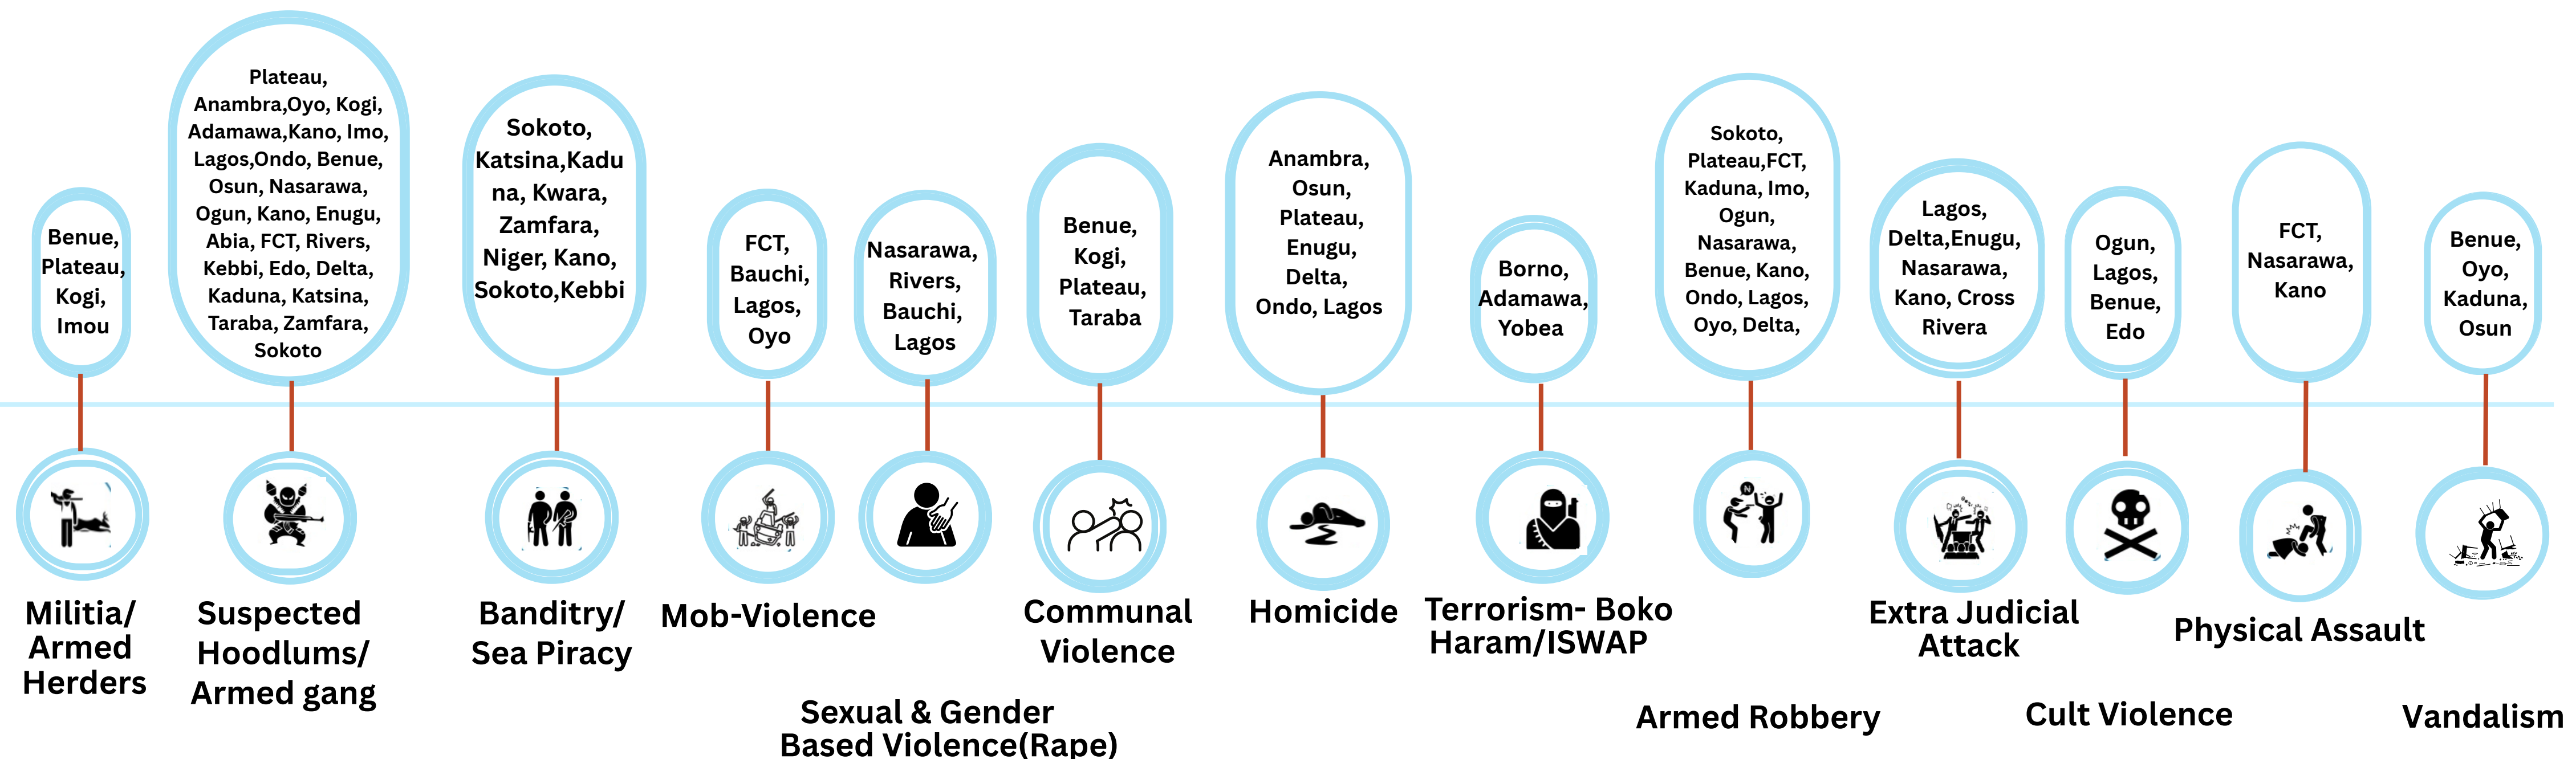 Benue,
Plateau,
Kogi,
Imou
Militia/
Armed
Herders
Plateau,
Anambra,Oyo, Kogi,
Adamawa,Kano, Imo,
Lagos,Ondo, Benue,
Osun, Nasarawa,
Ogun, Kano, Enugu,
Abia, FCT, Rivers,
Kebbi, Edo, Delta,
Kaduna, Katsina,
Taraba, Zamfara,
Sokoto
Suspected
Hoodlums/
Armed gang
Sokoto,
Katsina,Kadu
na, Kwara,
Zamfara,
Niger, Kano,
Sokoto,Kebbi
Banditry/
Sea Piracy
FCT,
Bauchi,
Lagos,
Oyo
Mob-Violence
Nasarawa,
Rivers,
Bauchi,
Lagos
Sexual & Gender
Based Violence(Rape)
Benue,
Kogi,
Plateau,
Taraba
Communal
Violence
Anambra,
Osun,
Plateau,
Enugu,
Delta,
Ondo, Lagos
Homicide
Borno,
Adamawa,
Yobea
Terrorism- Boko
Haram/ISWAP
Sokoto,
Plateau,FCT,
Kaduna, Imo,
Ogun,
Nasarawa,
Benue, Kano,
Ondo, Lagos,
Oyo, Delta,
N
Armed Robbery
Lagos,
Delta,Enugu,
Nasarawa,
Kano, Cross
Rivera
Extra Judicial
Attack
Ogun,
Lagos,
Benue,
Edo
Cult Violence
FCT,
Nasarawa,
Kano
Physical Assault
Benue,
Oyo,
Kaduna,
Osun
Vandalism